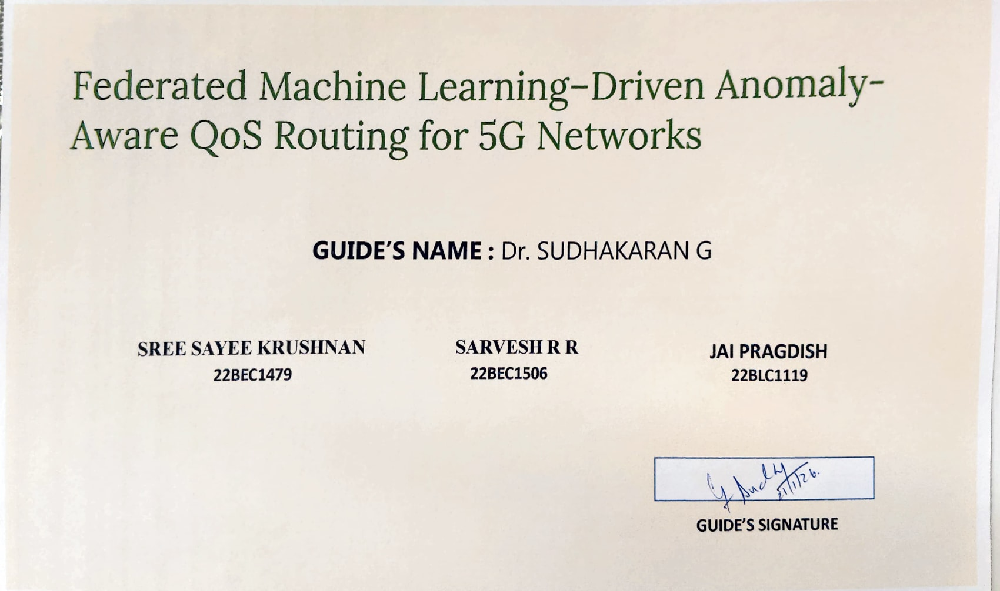 Federated Machine Learning–Driven Anomaly-
Aware QoS Routing for 5G Networks
GUIDE'S NAME : Dr. SUDHAKARAN G
SREE SAYEE KRUSHNAN
SARVESH R R
JAI PRAGDISH
22BEC1479
22BEC1506
22BLC1119
G Sudh
21/1/26.
GUIDE'S SIGNATURE